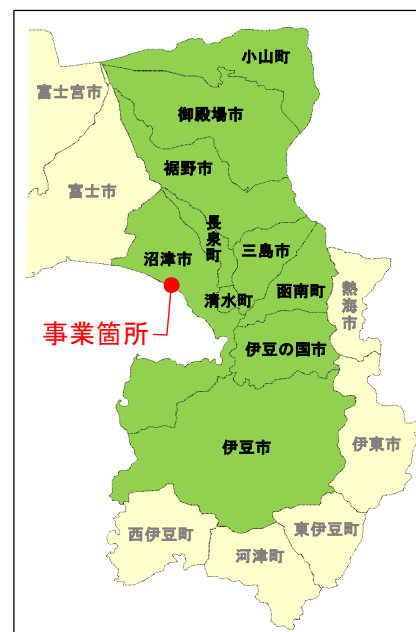 小山町
富士宮市
御殿場市
裾野市
富士市
長泉町
沼津市
三島市
函南町
熱海市
清水町
事業箇所
伊豆の国市
伊豆市
伊東市
西伊豆町
東伊豆町
河津町